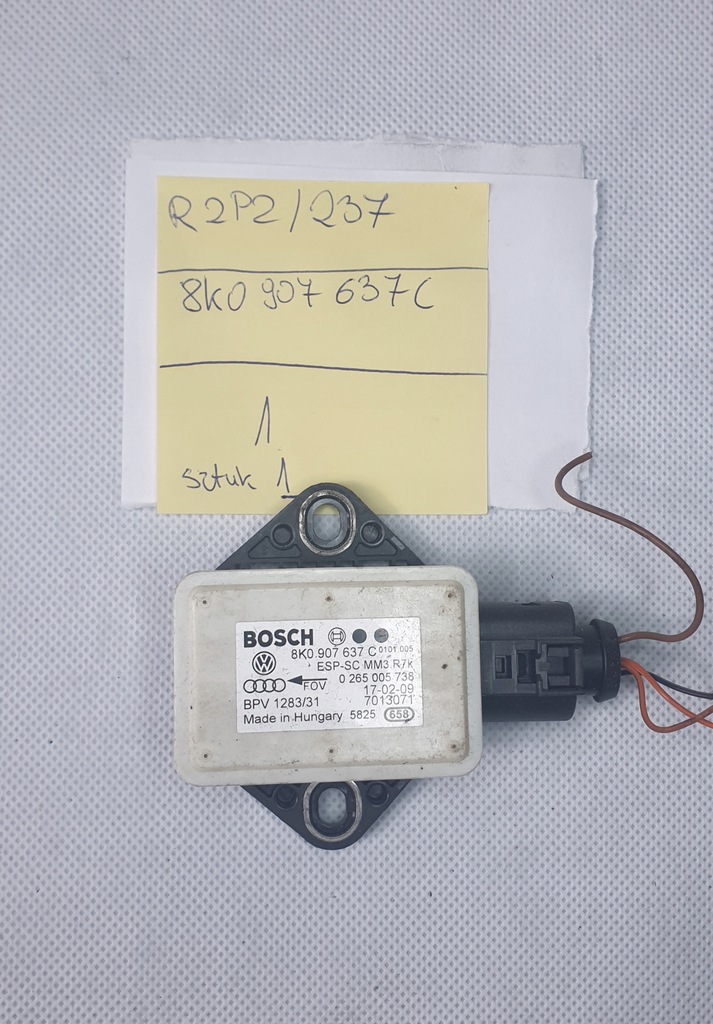 R2P2/237
8K0 907 637C
1
sztuk 1
BOSCH
8K0.907 637 C 0101.005
ESP-SC MM3 R7k
FOV 0 265 005 738
17-02-09
BPV 1283/31 7013071
Made in Hungary 5825 658